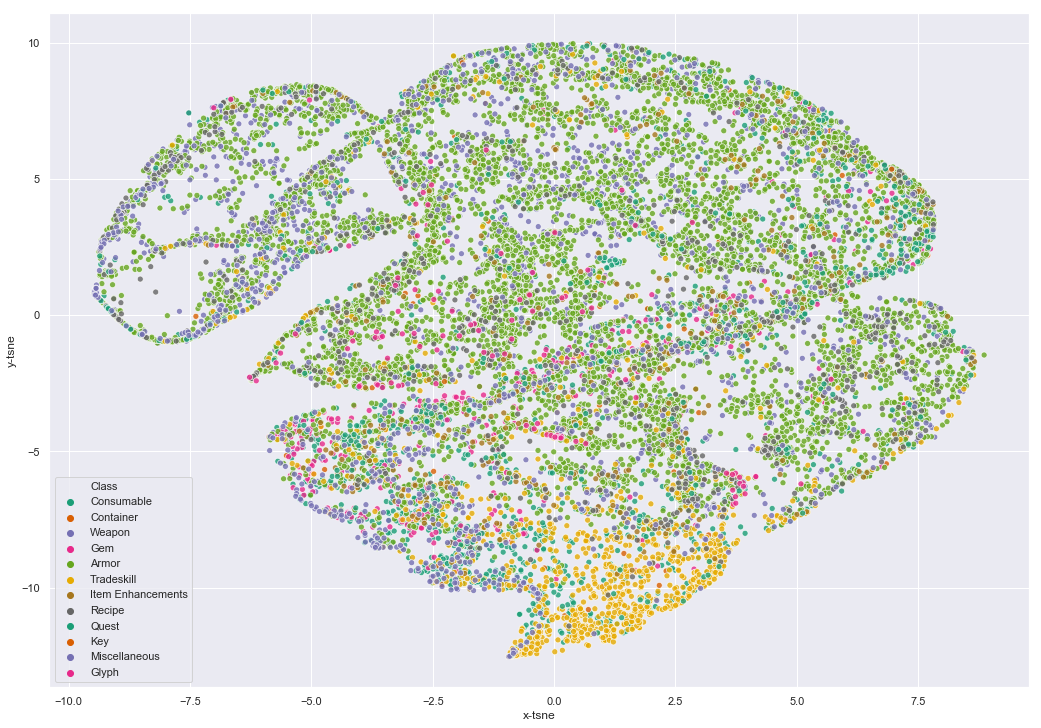 10
5
0
−5
−10
y-tsne
Class
Consumable
Container
Weapon
Gem
Armor
Tradeskill
Item Enhancements
Recipe
Quest
Key
Miscellaneous
Glyph
−10.0 −7.5 −5.0 −2.5 0.0 2.5 5.0 7.5
x-tsne